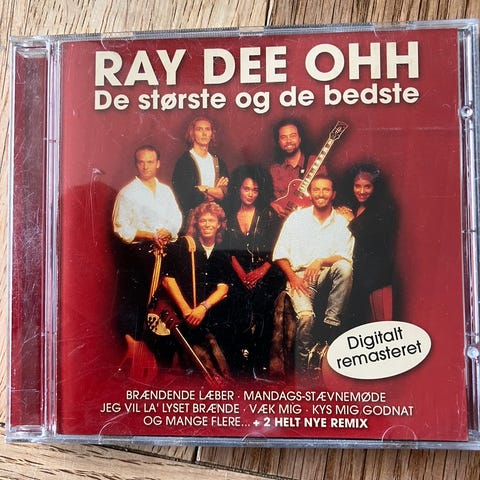 RAY DEE OHH
De største og de bedste
Digitalt
remasteret
BRÆNDENDE LÆBER · MANDAGS-STÆVNEMØDE
JEG VIL LA' LYSET BRÆNDE · VÆK MIG · KYS MIG GODNAT
OG MANGE FLERE... + 2 HELT NYE REMIX